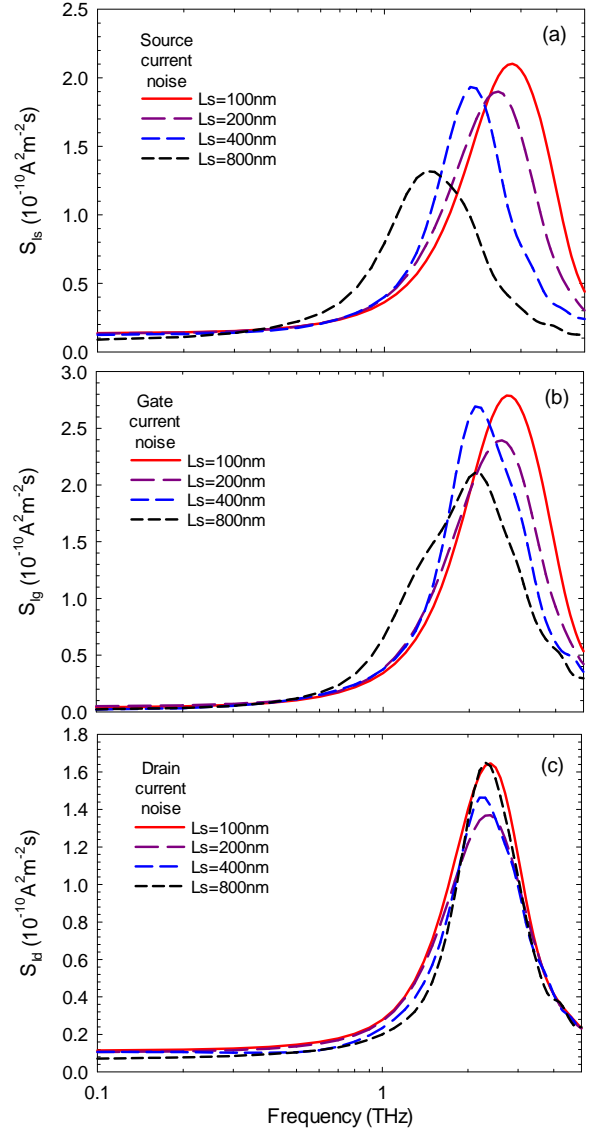 (a)
Source
current
noise
Ls=100nm
Ls=200nm
Ls=400nm
Ls=800nm
2.5
2.0
1.5
1.0
0.5
0.0
S_Is (10^-10A^2m^-2s)
(b)
Gate
current
noise
Ls=100nm
Ls=200nm
Ls=400nm
Ls=800nm
3.0
2.5
2.0
1.5
1.0
0.5
0.0
S_Ig (10^-10A^2m^-2s)
(c)
Drain
current
noise
Ls=100nm
Ls=200nm
Ls=400nm
Ls=800nm
1.8
1.6
1.4
1.2
1.0
0.8
0.6
0.4
0.2
0.0
S_Id (10^-10A^2m^-2s)
0.1 1
Frequency (THz)